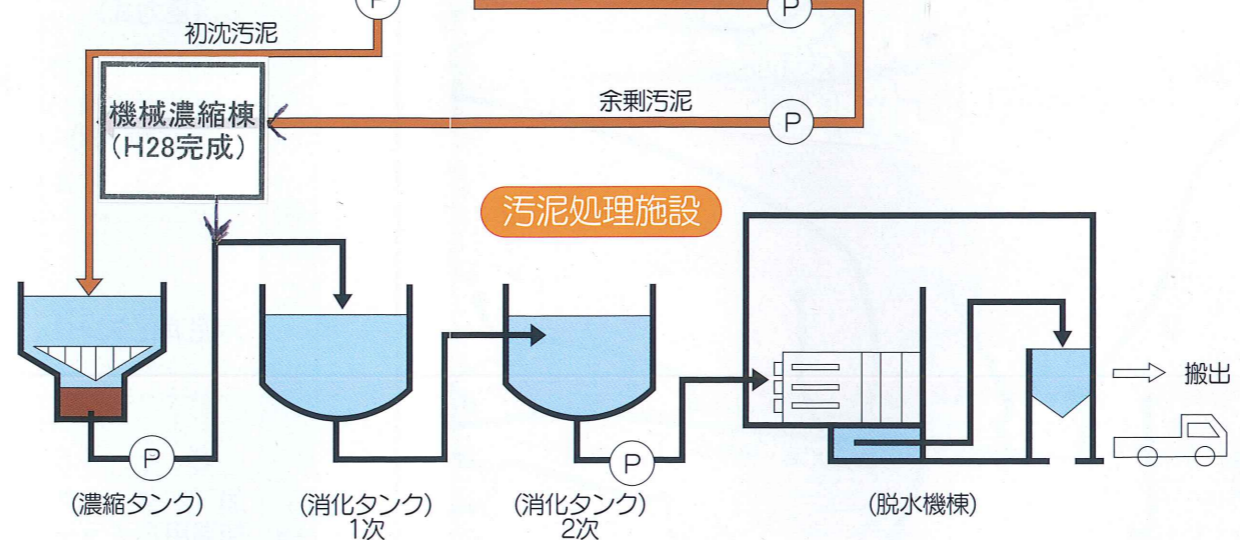 P
P
初沈汚泥
機械濃縮棟
(H28完成)
余剰汚泥
P
汚泥処理施設
搬出
P
P
(濃縮タンク)
(消化タンク)
1次
(消化タンク)
2次
(脱水機棟)